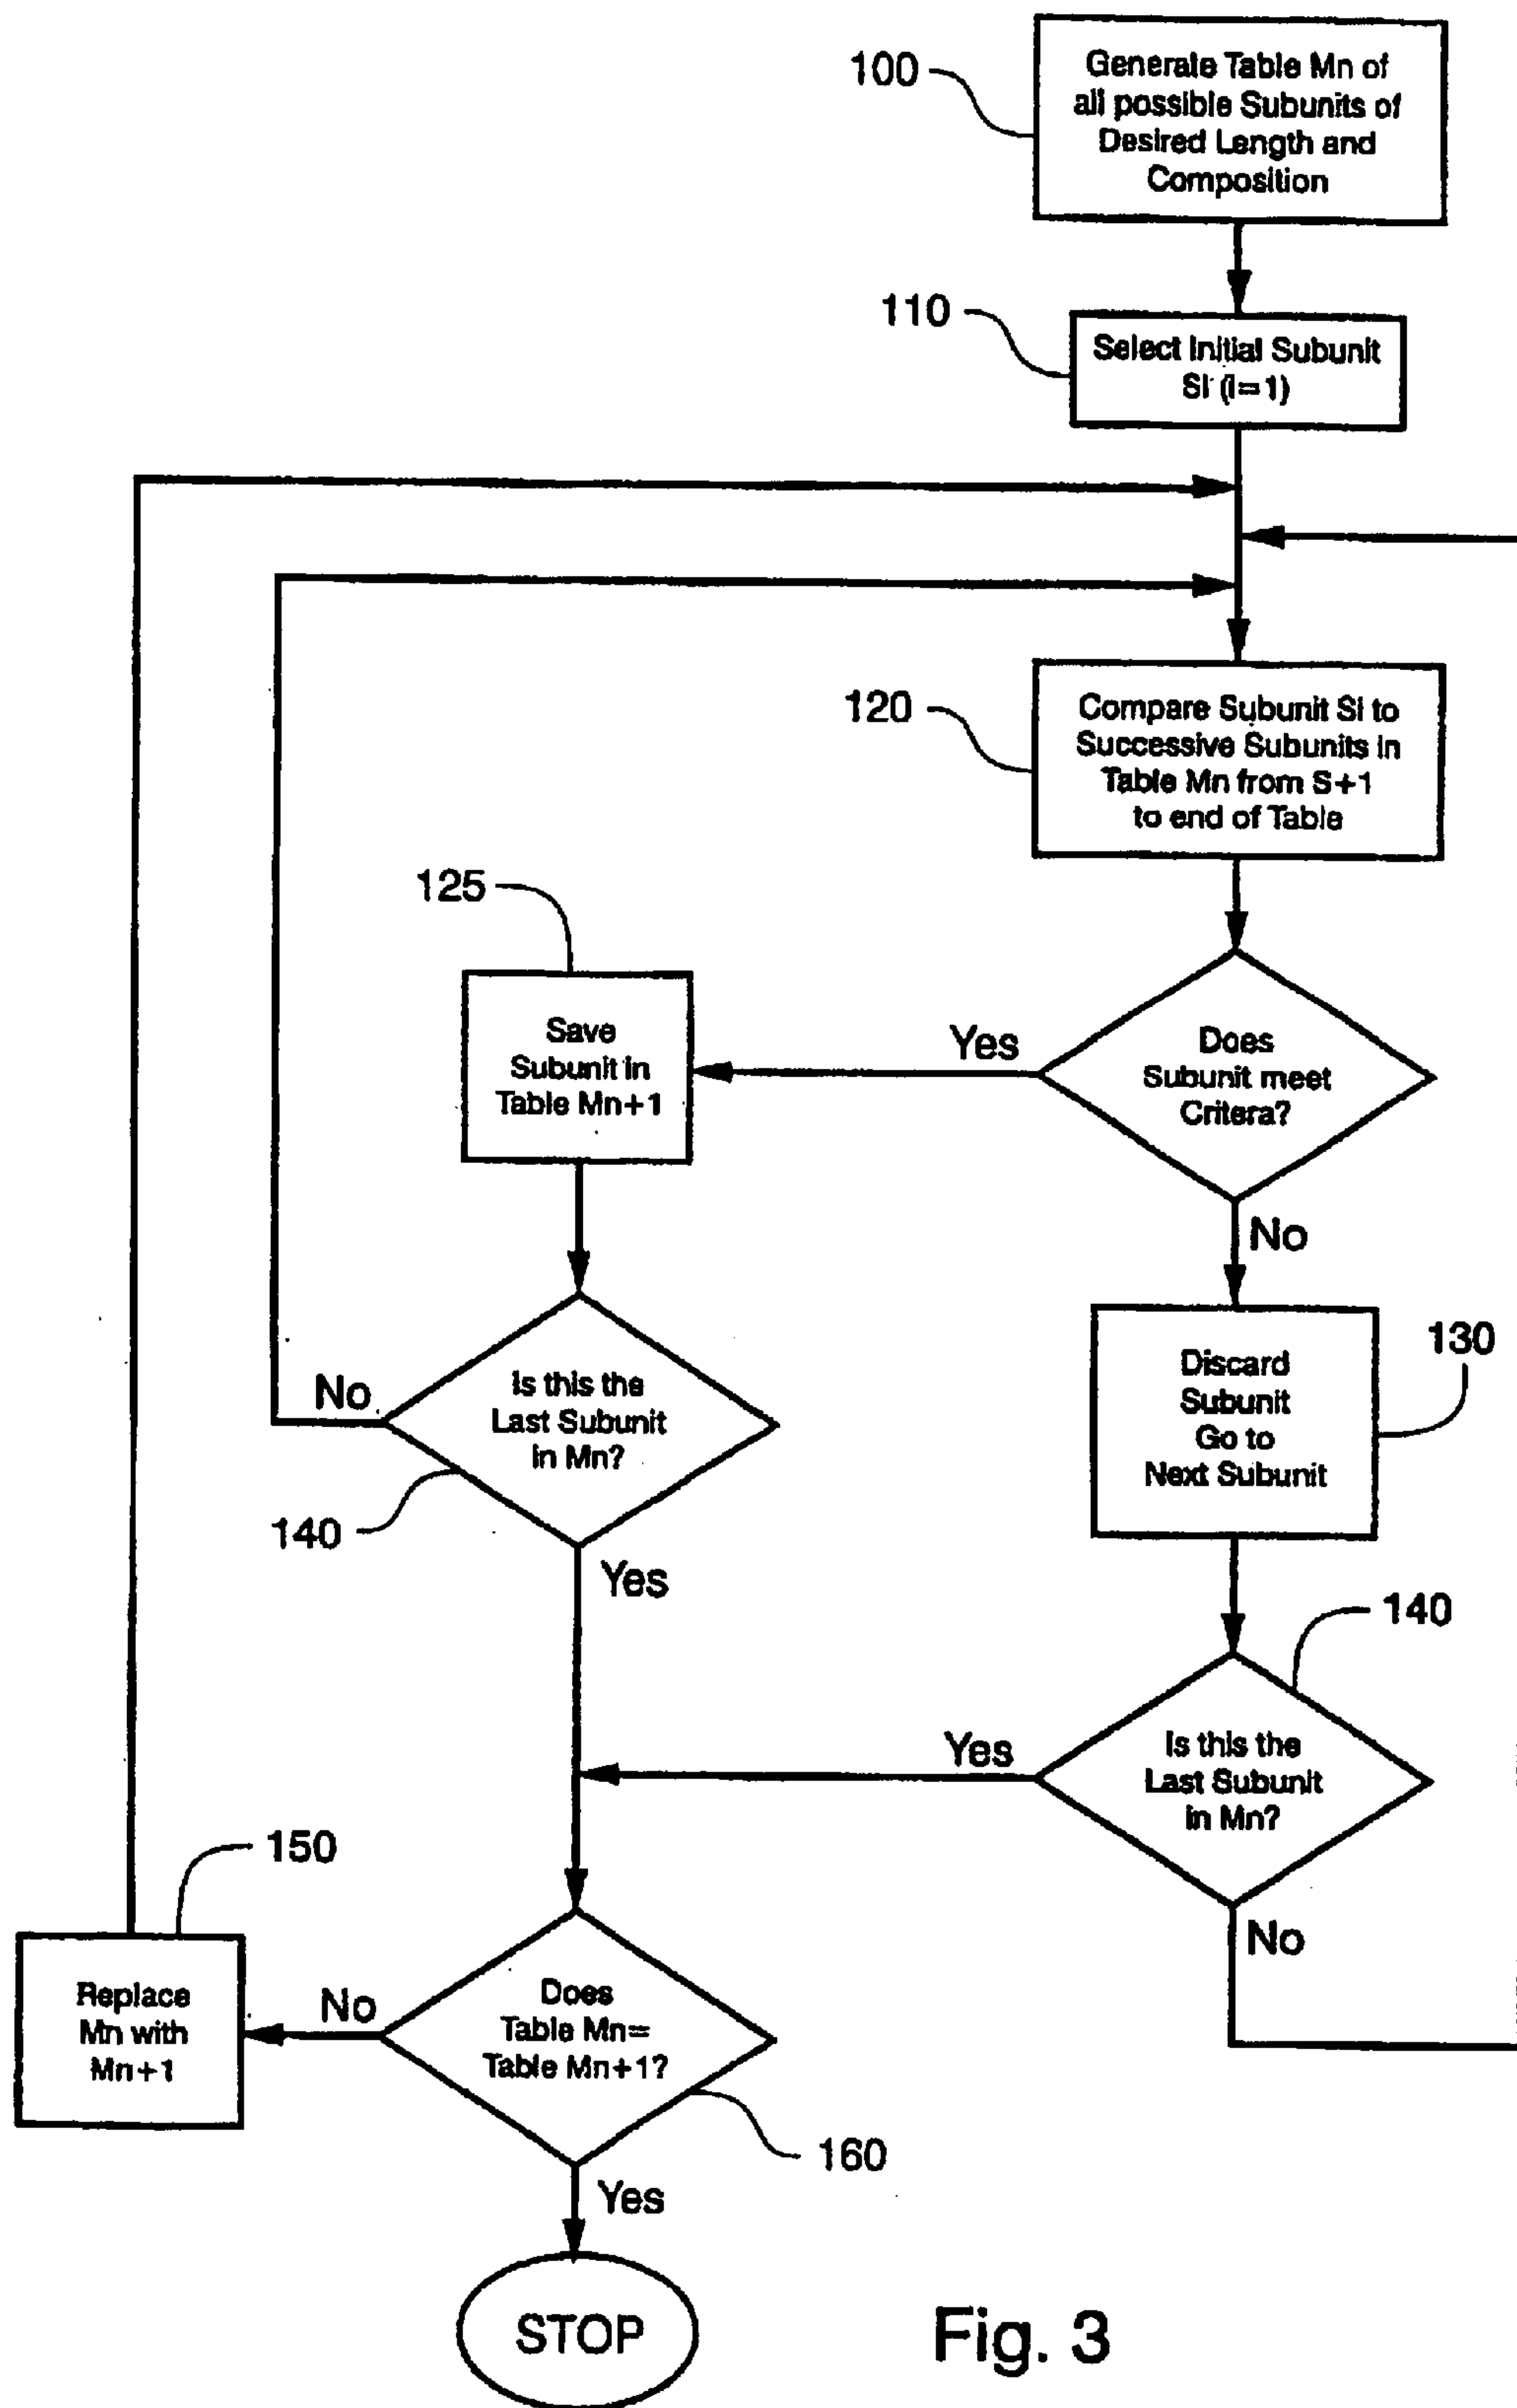 100
Generate Table Mn of
all possible Subunits of
Desired Length and
Composition
110
Select Initial Subunit
Si (i=1)
120
Compare Subunit Si to
Successive Subunits in
Table Mn from S+1
to end of Table
125
Save
Subunit in
Table Mn+1
Yes
Does
Subunit meet
Critera?
No
130
Discard
Subunit
Go to
Next Subunit
No
Is this the
Last Subunit
in Mn?
140
Yes
140
Yes
Is this the
Last Subunit
in Mn?
No
150
Replace
Mn with
Mn+1
No
Does
Table Mn=
Table Mn+1?
160
Yes
STOP
Fig. 3